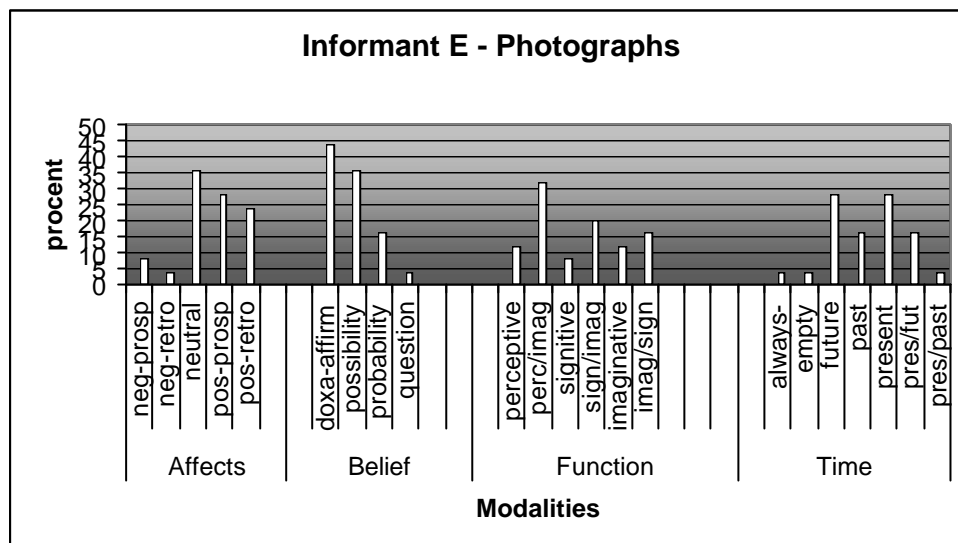 Informant E - Photographs
procent
50
45
40
35
30
25
20
15
10
5
0
neg-prosp
neg-retro
neutral
pos-prosp
pos-retro
doxa-affirm
possibility
probability
question
perceptive
perc/imag
signitive
sign/imag
imaginative
imag/sign
always-
empty
future
past
present
pres/fut
pres/past
Affects
Belief
Function
Time
Modalities